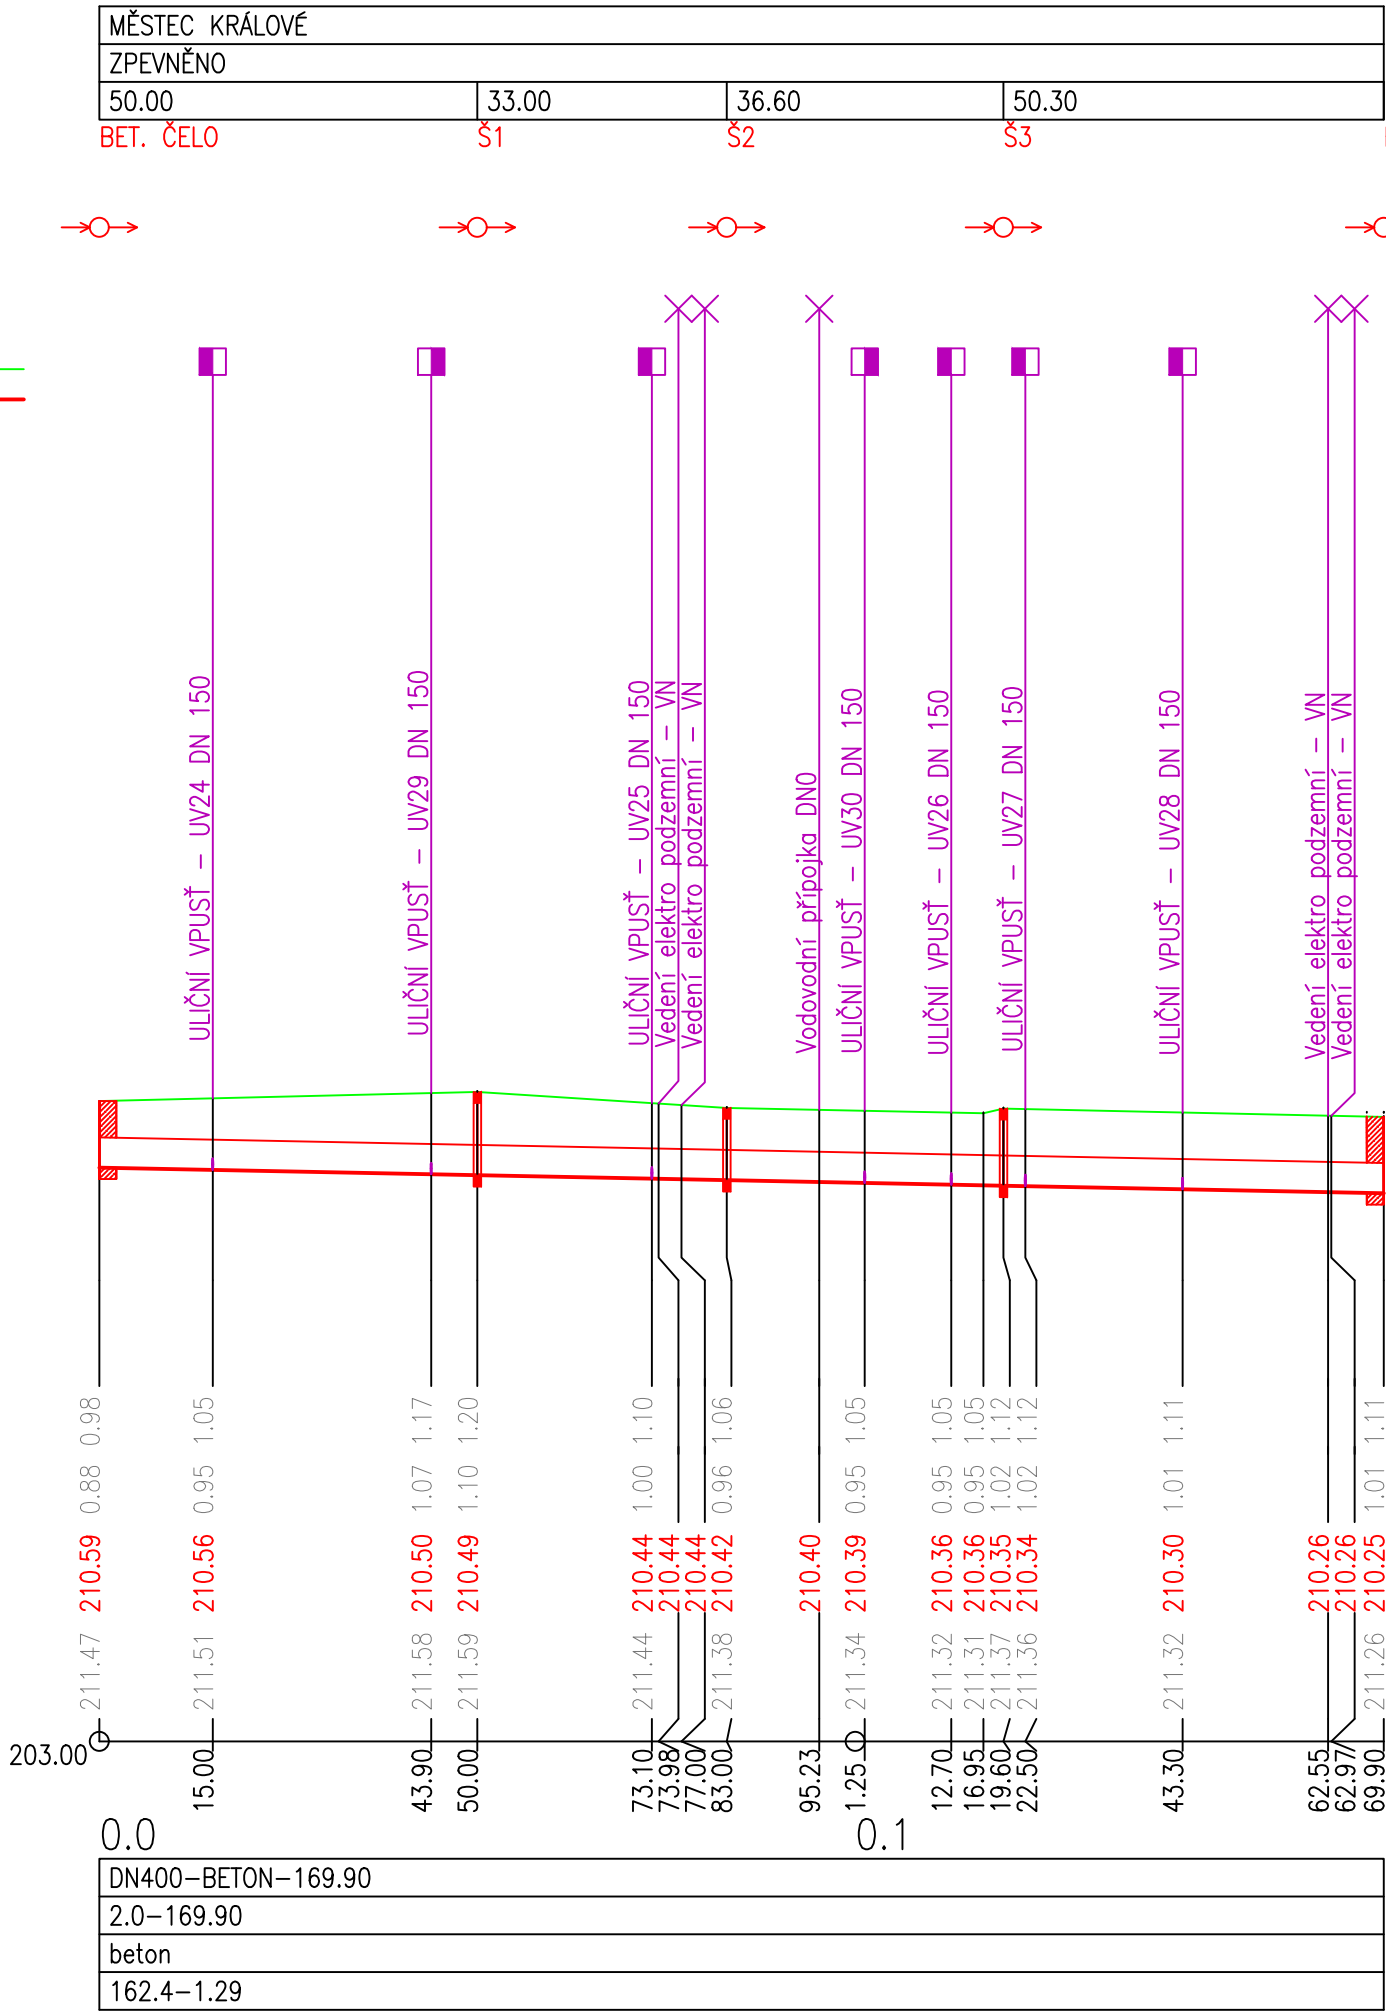 MĚSTEC KRÁLOVÉ
ZPEVNĚNO
50.00 33.00 36.60 50.30
BET. ČELO Š1 Š2 Š3
ULIČNÍ VPUSŤ - UV24 DN 150
ULIČNÍ VPUSŤ - UV29 DN 150
ULIČNÍ VPUSŤ - UV25 DN 150
Vedení elektro podzemní - VN
Vedení elektro podzemní - VN
Vodovodní přípojka DN0
ULIČNÍ VPUSŤ - UV30 DN 150
ULIČNÍ VPUSŤ - UV26 DN 150
ULIČNÍ VPUSŤ - UV27 DN 150
ULIČNÍ VPUSŤ - UV28 DN 150
Vedení elektro podzemní - VN
Vedení elektro podzemní - VN
0.98 1.05 1.17 1.20 1.10 1.06 1.05 1.05 1.05 1.12 1.12 1.11 1.11
0.88 0.95 1.07 1.10 1.00 0.96 0.95 0.95 0.95 1.02 1.02 1.01 1.01
210.59 210.56 210.50 210.49 210.44 210.44 210.44 210.42 210.40 210.39 210.36 210.36 210.35 210.34 210.30 210.26 210.26 210.25
211.47 211.51 211.58 211.59 211.44 211.38 211.34 211.32 211.31 211.37 211.36 211.32 211.26
203.00
15.00 43.90 50.00 73.10 73.98 77.00 83.00 95.23 1.25 12.70 16.95 19.60 22.50 43.30 62.55 62.97 69.90
0.0 0.1
DN400-BETON-169.90
2.0-169.90
beton
162.4-1.29